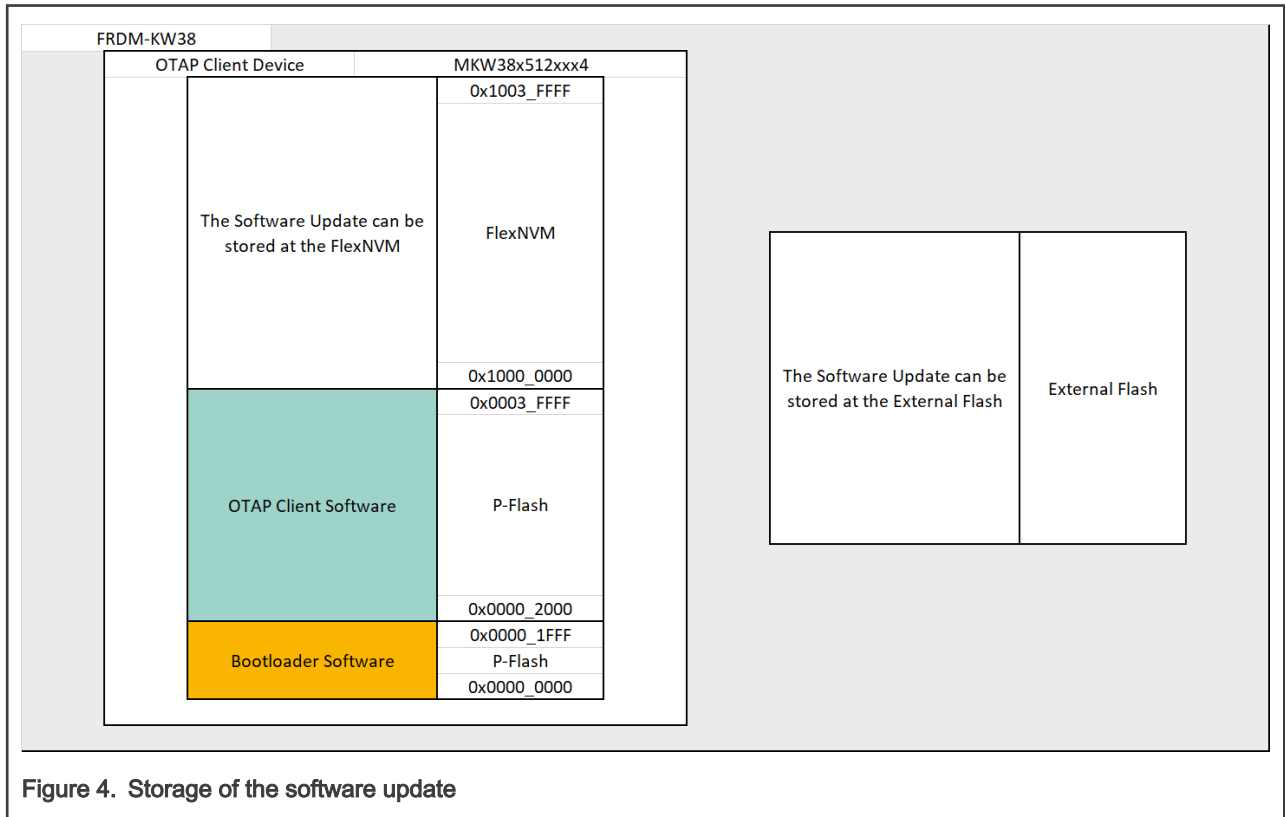 FRDM-KW38
OTAP Client Device
MKW38x512xxx4
0x1003_FFFF
The Software Update can be
stored at the FlexNVM
FlexNVM
0x1000_0000
0x0003_FFFF
OTAP Client Software
P-Flash
0x0000_2000
0x0000_1FFF
Bootloader Software
P-Flash
0x0000_0000
The Software Update can be
stored at the External Flash
External Flash
Figure 4. Storage of the software update